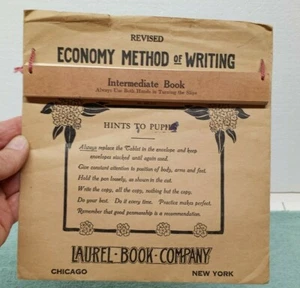 REVISED
ECONOMY METHOD OF WRITING
Intermediate Book
Always Use Both Hands in Turning the Slips
HINTS TO PUPILS
Always replace the Tablet in the envelope and keep
envelopes stacked until again used.
Give constant attention to position of body, arms and feet.
Hold the pen loosely, as shown in the cut.
Write the copy, all the copy, nothing but the copy.
Do your best. Do it every time. Practice makes perfect.
Remember that good penmanship is a recommendation.
LAUREL-BOOK-COMPANY
CHICAGO NEW YORK